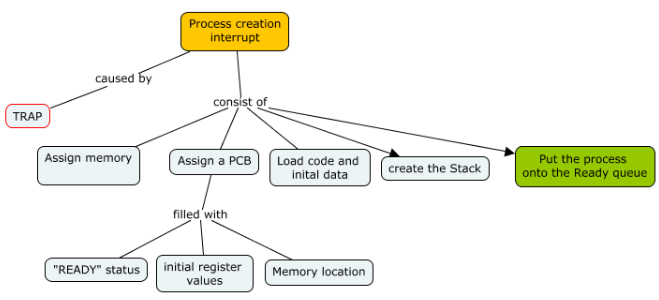 Process creation
interrupt
caused by
TRAP
consist of
Assign memory
Assign a PCB
Load code and
inital data
create the Stack
Put the process
onto the Ready queue
filled with
"READY" status
initial register
values
Memory location